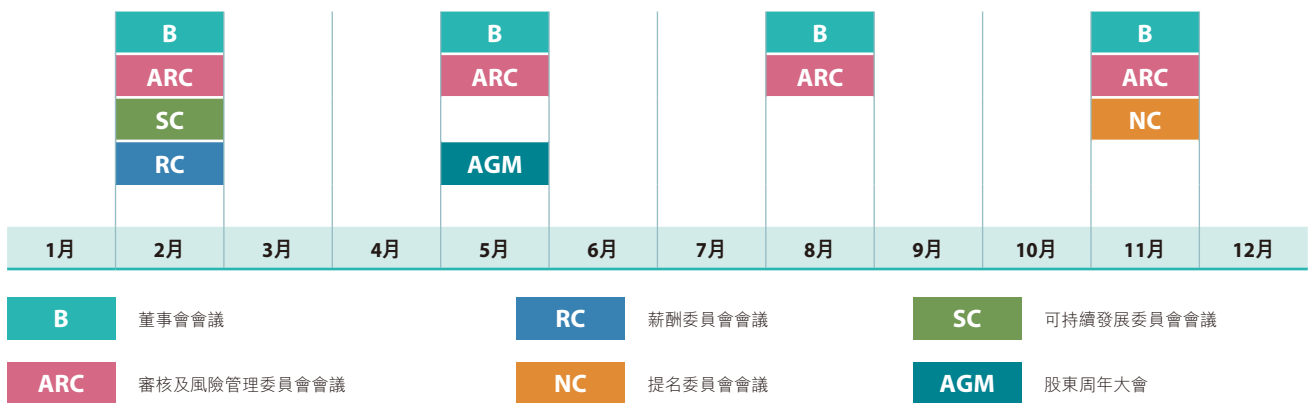 B B B B
ARC ARC ARC ARC
SC NC
RC AGM
1月 2月 3月 4月 5月 6月 7月 8月 9月 10月 11月 12月
B 董事會會議 RC 薪酬委員會會議 SC 可持續發展委員會會議
ARC 審核及風險管理委員會會議 NC 提名委員會會議 AGM 股東周年大會